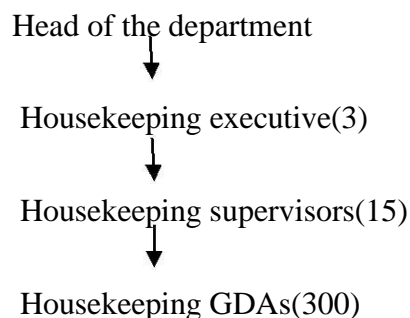 Head of the department
Housekeeping executive(3)
Housekeeping supervisors(15)
Housekeeping GDAs(300)